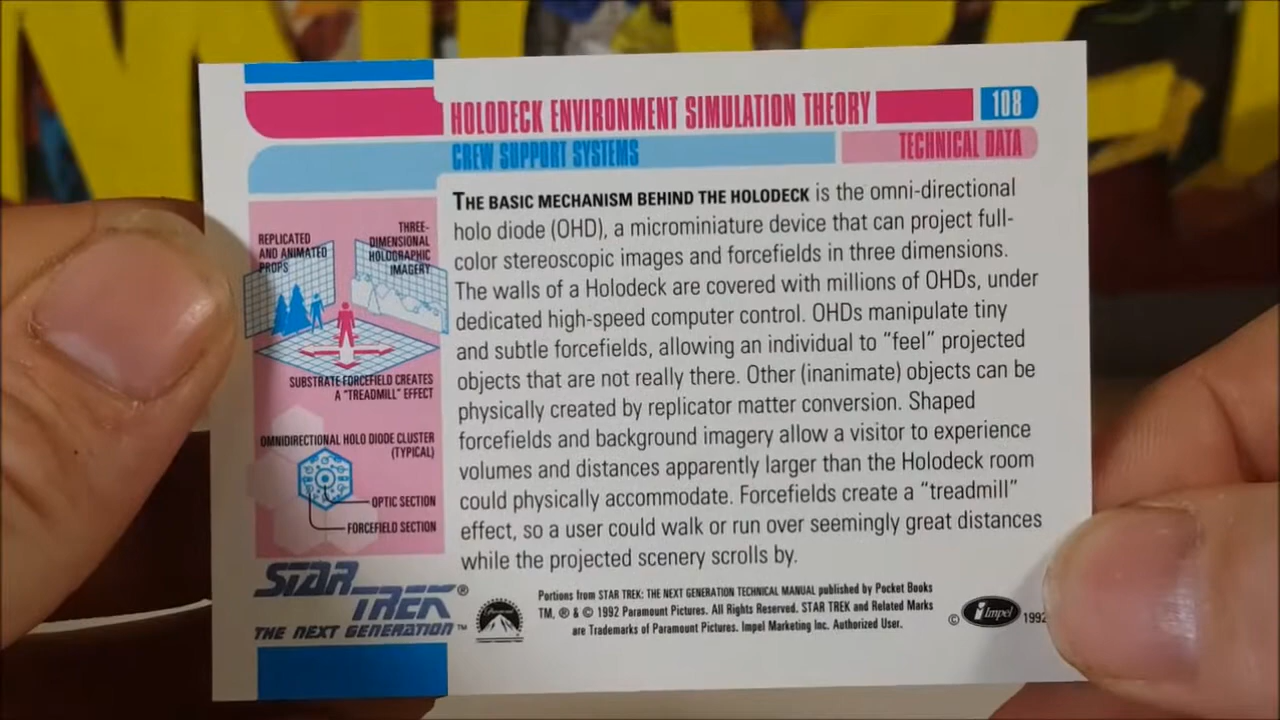 HOLODECK ENVIRONMENT SIMULATION THEORY
108
CREW SUPPORT SYSTEMS
TECHNICAL DATA
REPLICATED
AND ANIMATED
PROPS
THREE-
DIMENSIONAL
HOLOGRAPHIC
IMAGERY
SUBSTRATE FORCEFIELD CREATES
A "TREADMILL" EFFECT
OMNIDIRECTIONAL HOLO DIODE CLUSTER
(TYPICAL)
OPTIC SECTION
FORCEFIELD SECTION
THE BASIC MECHANISM BEHIND THE HOLODECK is the omni-directional
holo diode (OHD), a microminiature device that can project full-
color stereoscopic images and forcefields in three dimensions.
The walls of a Holodeck are covered with millions of OHDs, under
dedicated high-speed computer control. OHDs manipulate tiny
and subtle forcefields, allowing an individual to “feel” projected
objects that are not really there. Other (inanimate) objects can be
physically created by replicator matter conversion. Shaped
forcefields and background imagery allow a visitor to experience
volumes and distances apparently larger than the Holodeck room
could physically accommodate. Forcefields create a “treadmill”
effect, so a user could walk or run over seemingly great distances
while the projected scenery scrolls by.
STAR
TREK®
THE NEXT GENERATION™
Paramount
Portions from STAR TREK: THE NEXT GENERATION TECHNICAL MANUAL published by Pocket Books
TM, ® & © 1992 Paramount Pictures. All Rights Reserved. STAR TREK and Related Marks
are Trademarks of Paramount Pictures. Impel Marketing Inc. Authorized User.
© Impel 1992